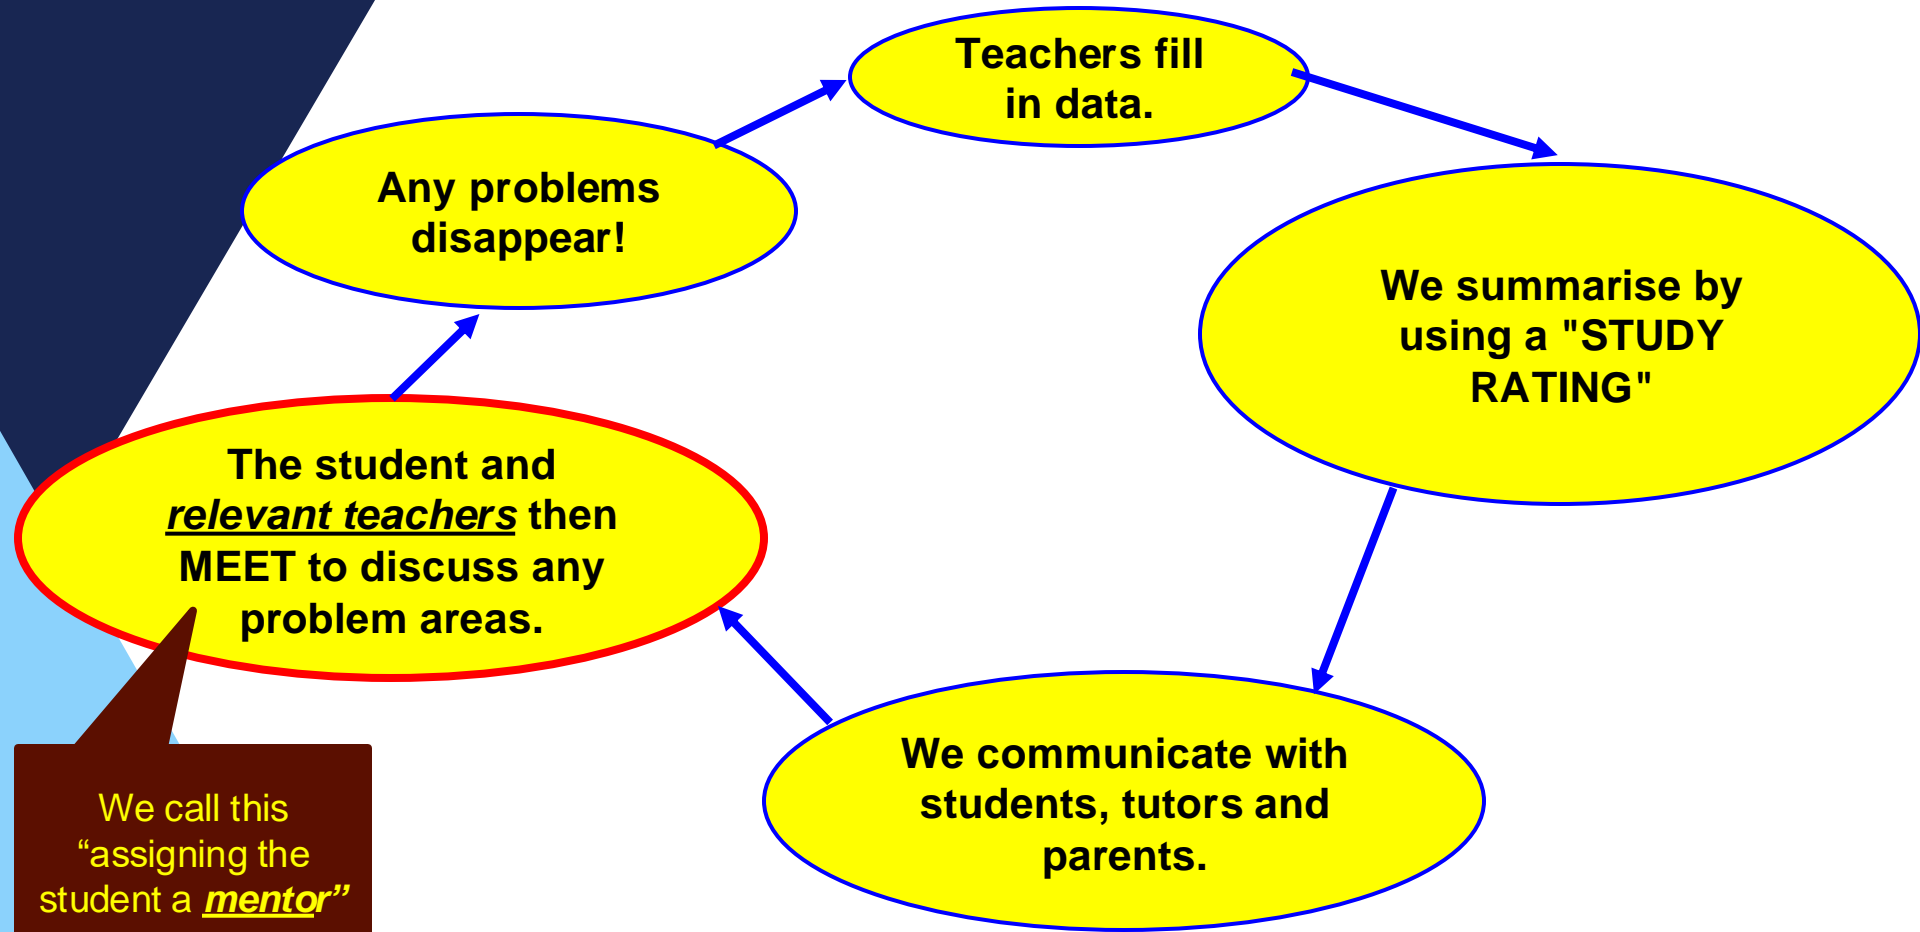 Teachers fill
in data.
We summarise by
using a "STUDY
RATING"
We communicate with
students, tutors and
parents.
The student and
relevant teachers then
MEET to discuss any
problem areas.
We call this
“assigning the
student a mentor”
Any problems
disappear!